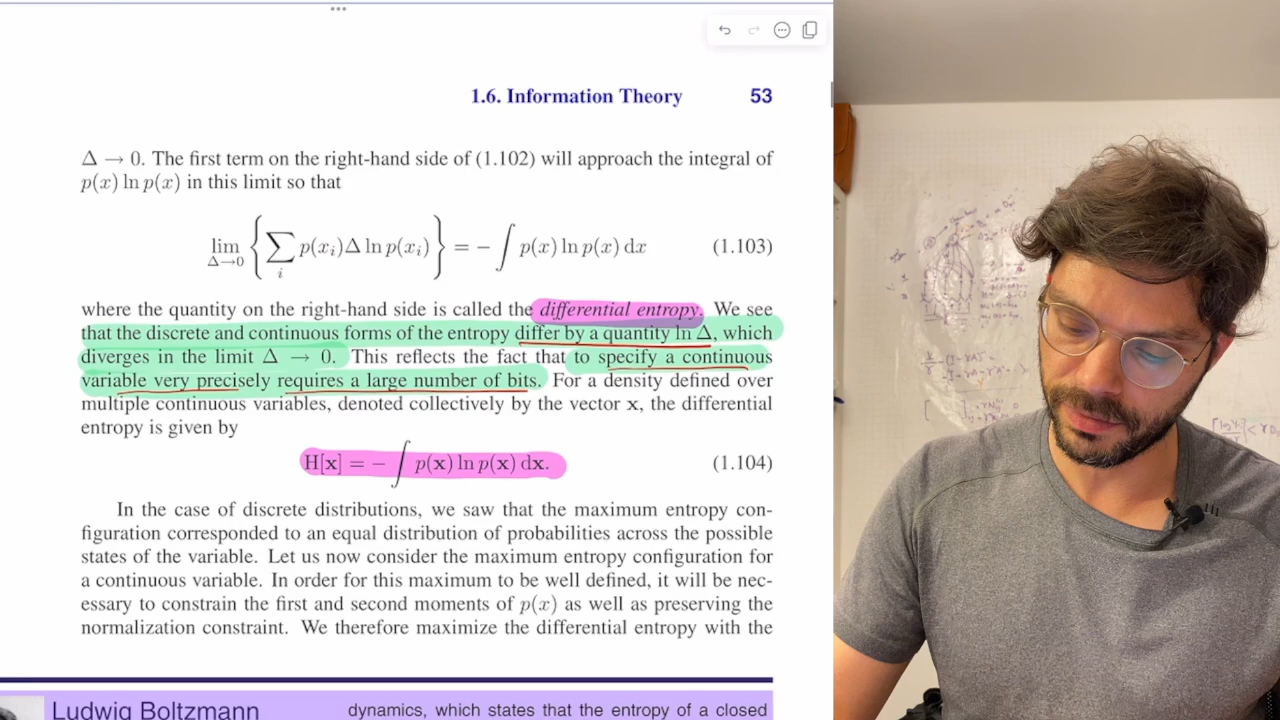 1.6. Information Theory 53
Δ → 0. The first term on the right-hand side of (1.102) will approach the integral of
p(x) ln p(x) in this limit so that
lim Δ→0 { ∑_i p(x_i)Δ ln p(x_i) } = − ∫ p(x) ln p(x) dx (1.103)
where the quantity on the right-hand side is called the differential entropy. We see
that the discrete and continuous forms of the entropy differ by a quantity ln Δ, which
diverges in the limit Δ → 0. This reflects the fact that to specify a continuous
variable very precisely requires a large number of bits. For a density defined over
multiple continuous variables, denoted collectively by the vector x, the differential
entropy is given by
H[x] = − ∫ p(x) ln p(x) dx. (1.104)
In the case of discrete distributions, we saw that the maximum entropy con-
figuration corresponded to an equal distribution of probabilities across the possible
states of the variable. Let us now consider the maximum entropy configuration for
a continuous variable. In order for this maximum to be well defined, it will be nec-
essary to constrain the first and second moments of p(x) as well as preserving the
normalization constraint. We therefore maximize the differential entropy with the
Ludwig Boltzmann
dynamics, which states that the entropy of a closed